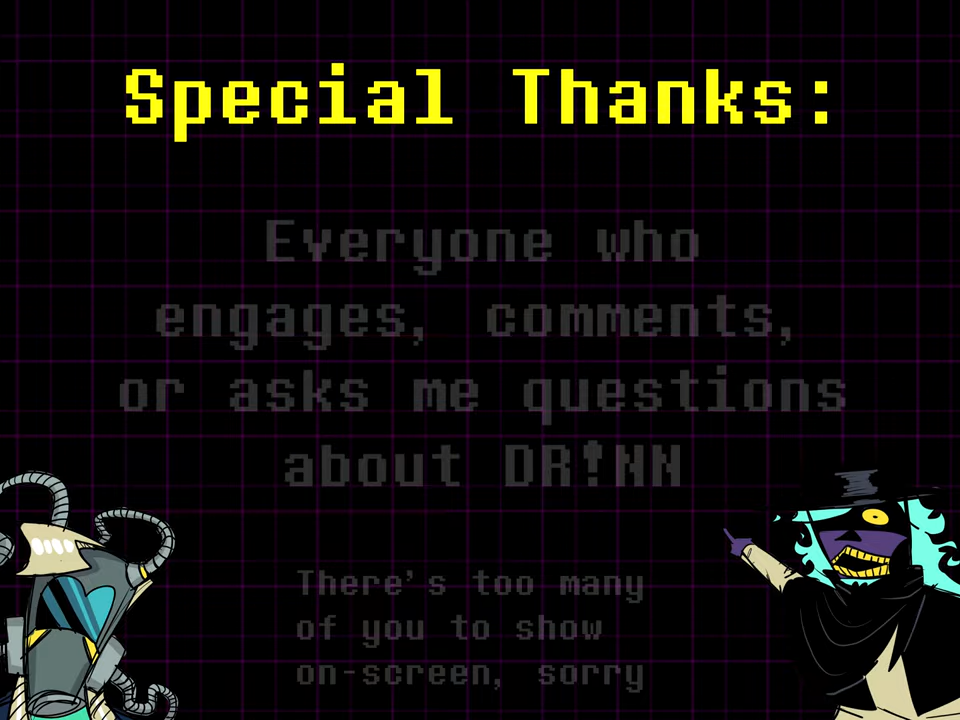 Special Thanks:
Everyone who
engages, comments,
or asks me questions
about DR!NN
There's too many
of you to show
on-screen, sorry